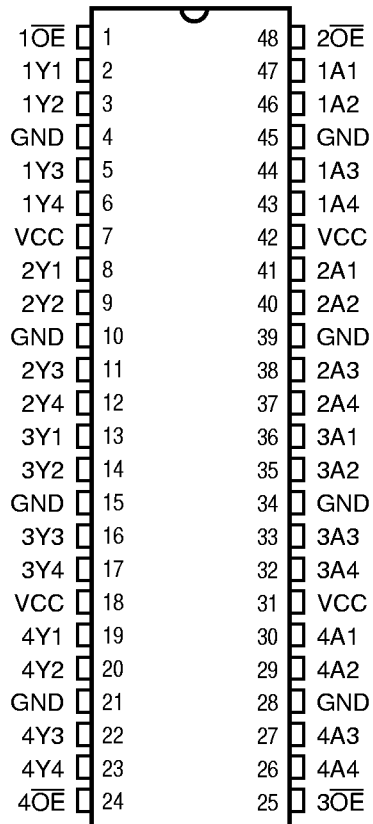 1O̅E̅ 1 48 2O̅E̅
1Y1 2 47 1A1
1Y2 3 46 1A2
GND 4 45 GND
1Y3 5 44 1A3
1Y4 6 43 1A4
VCC 7 42 VCC
2Y1 8 41 2A1
2Y2 9 40 2A2
GND 10 39 GND
2Y3 11 38 2A3
2Y4 12 37 2A4
3Y1 13 36 3A1
3Y2 14 35 3A2
GND 15 34 GND
3Y3 16 33 3A3
3Y4 17 32 3A4
VCC 18 31 VCC
4Y1 19 30 4A1
4Y2 20 29 4A2
GND 21 28 GND
4Y3 22 27 4A3
4Y4 23 26 4A4
4O̅E̅ 24 25 3O̅E̅